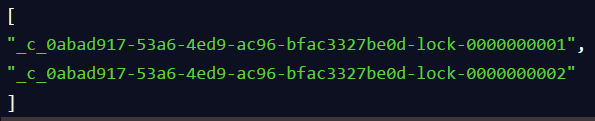 [
"_c_0abad917-53a6-4ed9-ac96-bfac3327be0d-lock-0000000001",
"_c_0abad917-53a6-4ed9-ac96-bfac3327be0d-lock-0000000002"
]